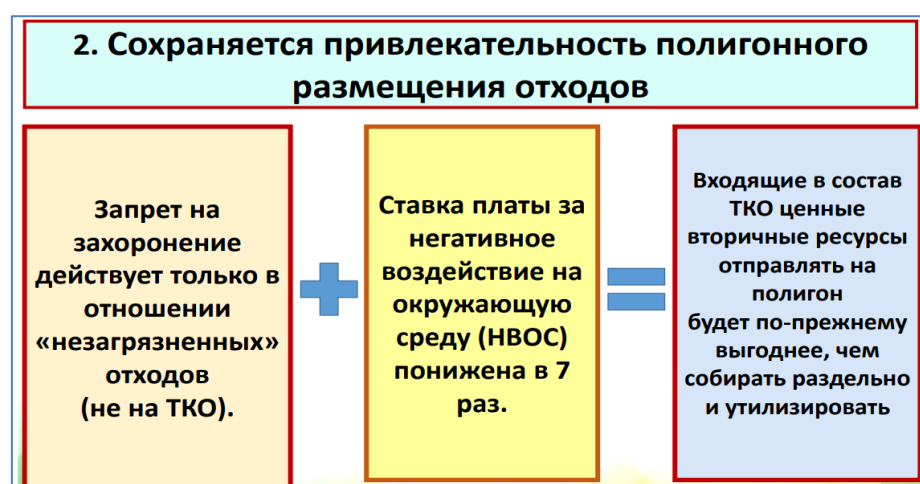 2. Сохраняется привлекательность полигонного
размещения отходов
Запрет на
захоронение
действует только в
отношении
«незагрязненных»
отходов
(не на ТКО).
Ставка платы за
негативное
воздействие на
окружающую
среду (НВОС)
понижена в 7
раз.
Входящие в состав
ТКО ценные
вторичные ресурсы
отправлять на
полигон
будет по-прежнему
выгоднее, чем
собирать раздельно
и утилизировать